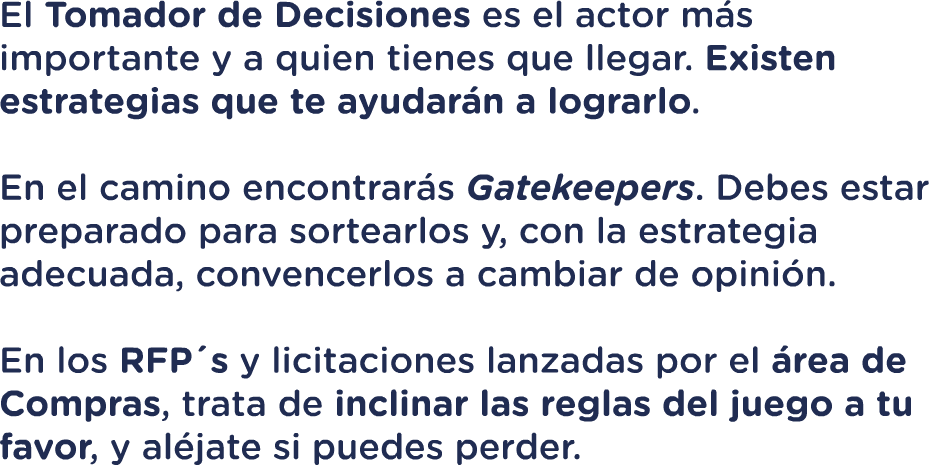 El Tomador de Decisiones es el actor más
importante y a quien tienes que llegar. Existen
estrategias que te ayudarán a lograrlo.
En el camino encontrarás Gatekeepers. Debes estar
preparado para sortearlos y, con la estrategia
adecuada, convencerlos a cambiar de opinión.
En los RFP´s y licitaciones lanzadas por el área de
Compras, trata de inclinar las reglas del juego a tu
favor, y aléjate si puedes perder.